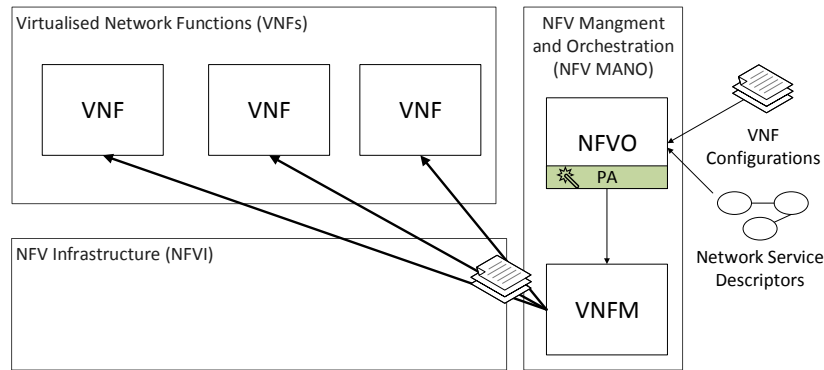 Virtualised Network Functions (VNFs)
VNF
VNF
VNF
NFV Infrastructure (NFVI)
NFV Mangment
and Orchestration
(NFV MANO)
NFVO
PA
VNFM
VNF
Configurations
Network Service
Descriptors